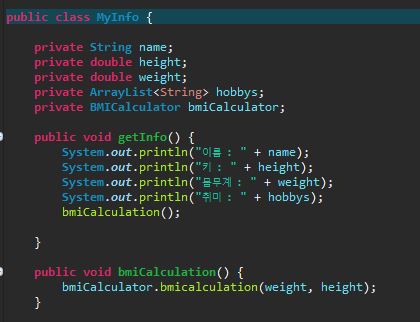 public class MyInfo {
private String name;
private double height;
private double weight;
private ArrayList<String> hobbys;
private BMICalculator bmiCalculator;
public void getInfo() {
System.out.println("이름 : " + name);
System.out.println("키 : " + height);
System.out.println("몸무게 : " + weight);
System.out.println("취미 : " + hobbys);
bmiCalculation();
}
public void bmiCalculation() {
bmiCalculator.bmicalculation(weight, height);
}